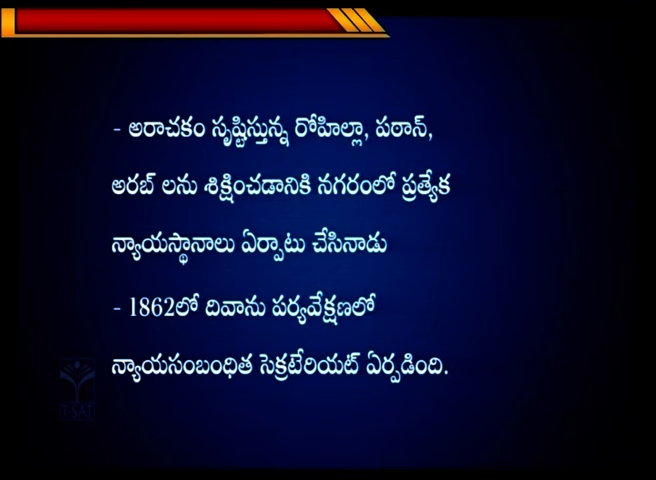 - అరాచకం సృష్టిస్తున్న రోహిల్లా, పఠాన్,
అరబ్ లను శిక్షించడానికి నగరంలో ప్రత్యేక
న్యాయస్థానాలు ఏర్పాటు చేసినాడు
- 1862లో దివాను పర్యవేక్షణలో
న్యాయసంబంధిత సెక్రటేరియట్ ఏర్పడింది.
T-SAT